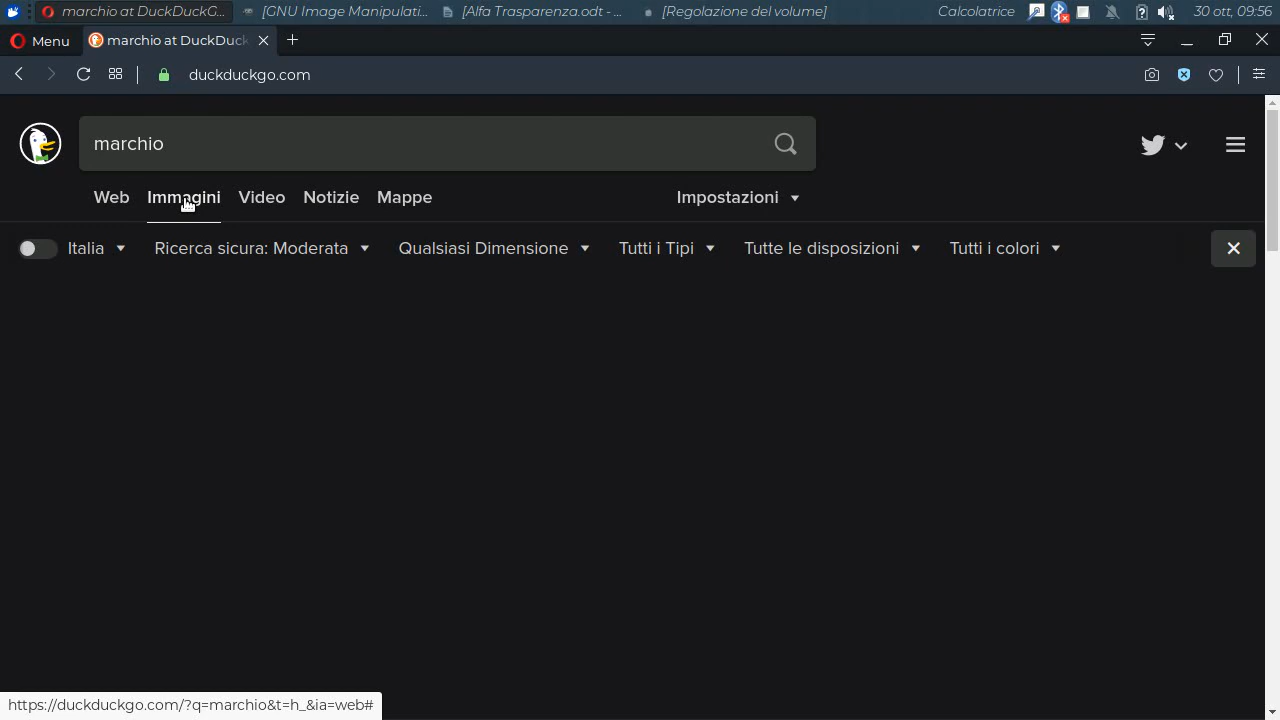 marchio at DuckDuckG... [GNU Image Manipulati... [Alfa Trasparenza.odt - ... [Regolazione del volume] Calcolatrice 30 ott, 09:56
Menu marchio at DuckDuck
duckduckgo.com
marchio
Web Immagini Video Notizie Mappe Impostazioni
Italia Ricerca sicura: Moderata Qualsiasi Dimensione Tutti i Tipi Tutte le disposizioni Tutti i colori
https://duckduckgo.com/?q=marchio&t=h_&ia=web#